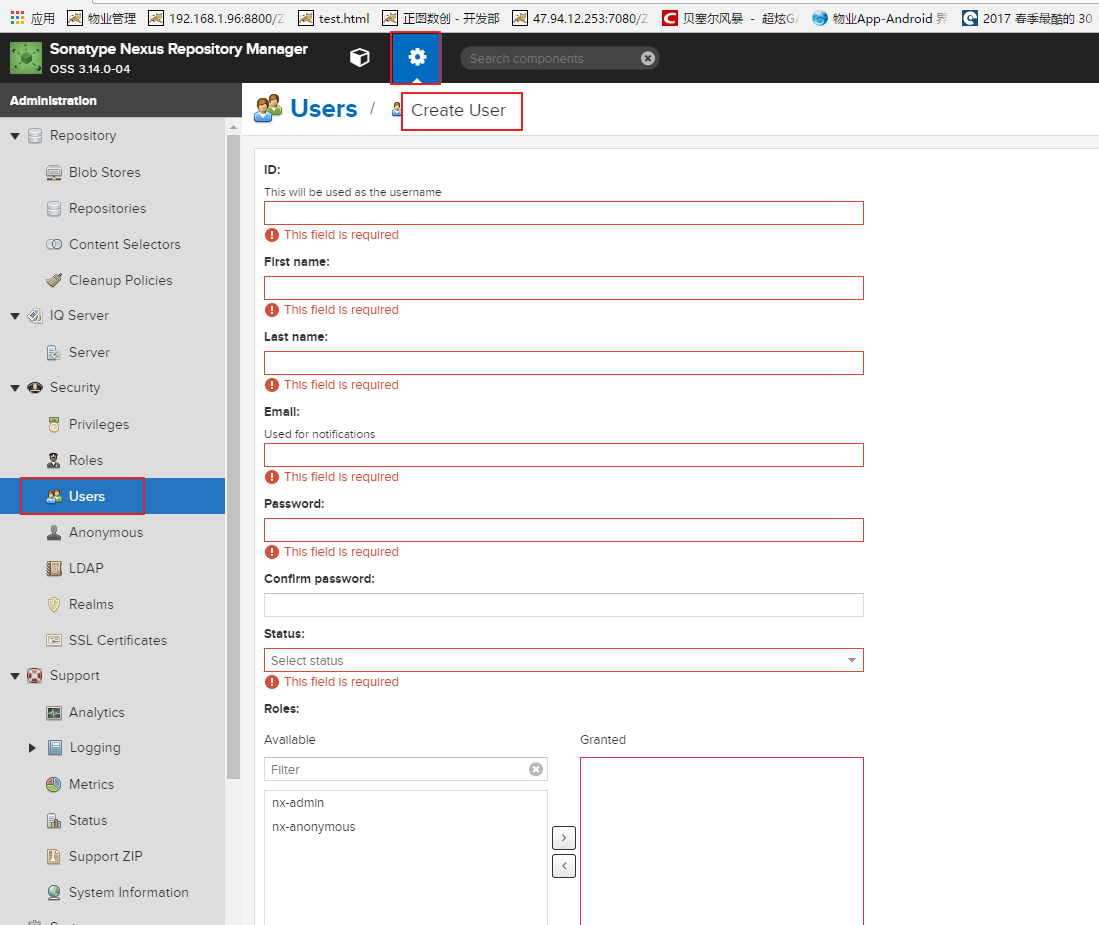 应用 物业管理 192.168.1.96:8800/Z test.html 正图数创 - 开发部 47.94.12.253:7080/Z 贝塞尔风暴 - 超炫GA 物业App-Android 界 2017 春季最酷的 30
Sonatype Nexus Repository Manager
OSS 3.14.0-04
Search components
Administration
Users / Create User
Repository
Blob Stores
Repositories
Content Selectors
Cleanup Policies
IQ Server
Server
Security
Privileges
Roles
Users
Anonymous
LDAP
Realms
SSL Certificates
Support
Analytics
Logging
Metrics
Status
Support ZIP
System Information
ID:
This will be used as the username
This field is required
First name:
This field is required
Last name:
This field is required
Email:
Used for notifications
This field is required
Password:
This field is required
Confirm password:
Status:
Select status
This field is required
Roles:
Available
Granted
Filter
nx-admin
nx-anonymous